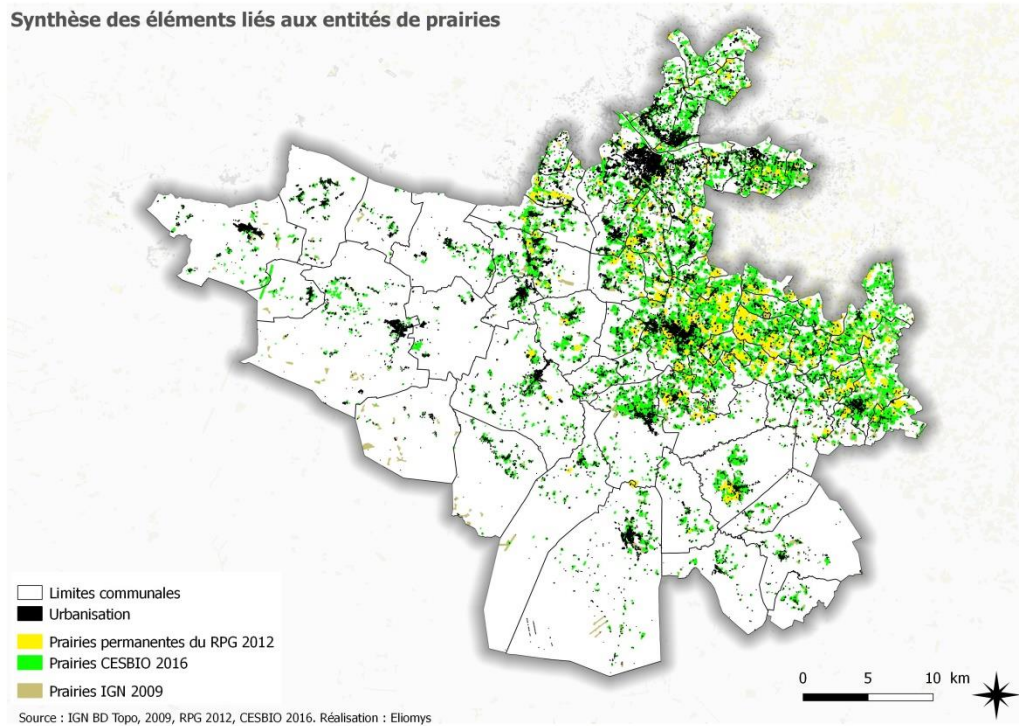 Synthèse des éléments liés aux entités de prairies
Limites communales
Urbanisation
Prairies permanentes du RPG 2012
Prairies CESBIO 2016
Prairies IGN 2009
0 5 10 km
Source : IGN BD Topo, 2009, RPG 2012, CESBIO 2016. Réalisation : Eliomys